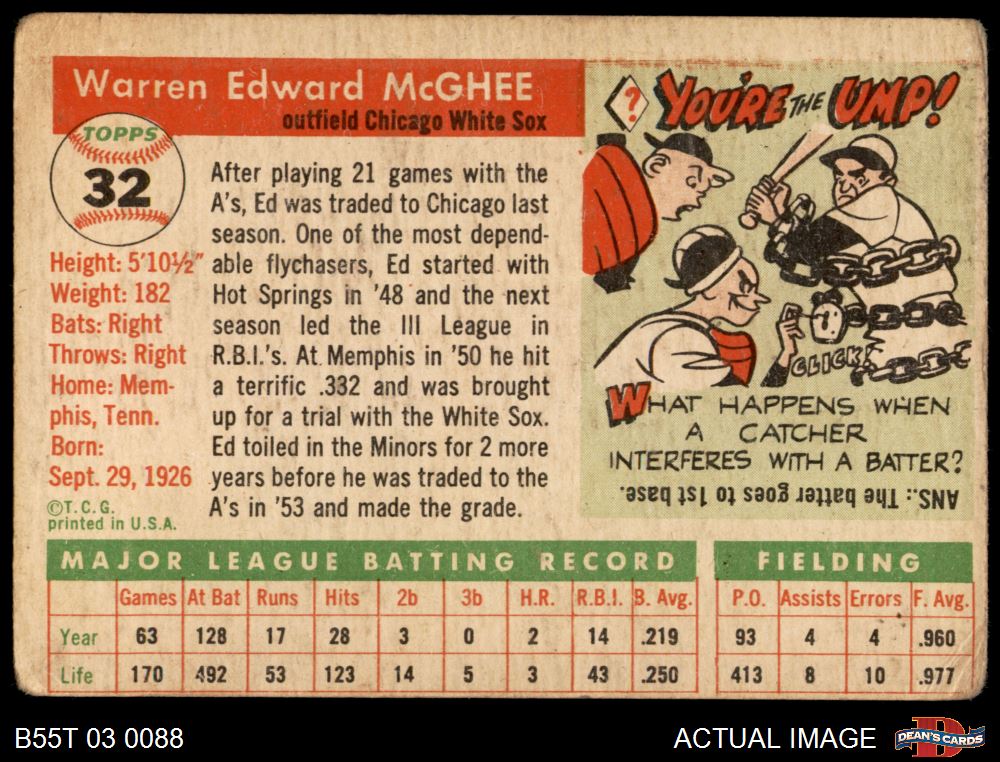 Warren Edward McGHEE
outfield Chicago White Sox
TOPPS
32
Height: 5'10½"
Weight: 182
Bats: Right
Throws: Right
Home: Mem-
phis, Tenn.
Born:
Sept. 29, 1926
©T.C.G.
printed in U.S.A.
After playing 21 games with the
A's, Ed was traded to Chicago last
season. One of the most depend-
able flychasers, Ed started with
Hot Springs in '48 and the next
season led the III League in
R.B.I.'s. At Memphis in '50 he hit
a terrific .332 and was brought
up for a trial with the White Sox.
Ed toiled in the Minors for 2 more
years before he was traded to the
A's in '53 and made the grade.
? YOU'RE THE UMP!
CLICK!
WHAT HAPPENS WHEN
A CATCHER
INTERFERES WITH A BATTER?
ANS.: The batter goes to 1st base.
MAJOR LEAGUE BATTING RECORD FIELDING
Games At Bat Runs Hits 2b 3b H.R. R.B.I. B. Avg. P.O. Assists Errors F. Avg.
Year 63 128 17 28 3 0 2 14 .219 93 4 4 .960
Life 170 492 53 123 14 5 3 43 .250 413 8 10 .977
B55T 03 0088 ACTUAL IMAGE DEAN'S CARDS